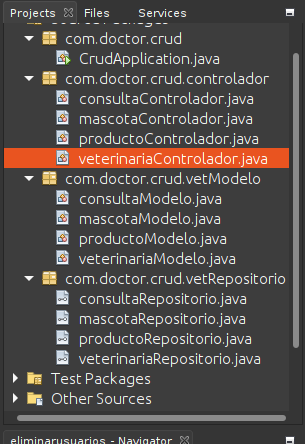 Projects
Files
Services
Source Packages
com.doctor.crud
CrudApplication.java
com.doctor.crud.controlador
consultaControlador.java
mascotaControlador.java
productoControlador.java
veterinariaControlador.java
com.doctor.crud.vetModelo
consultaModelo.java
mascotaModelo.java
productoModelo.java
veterinariaModelo.java
com.doctor.crud.vetRepositorio
consultaRepositorio.java
mascotaRepositorio.java
productoRepositorio.java
veterinariaRepositorio.java
Test Packages
Other Sources
eliminarusuarios - Navigator